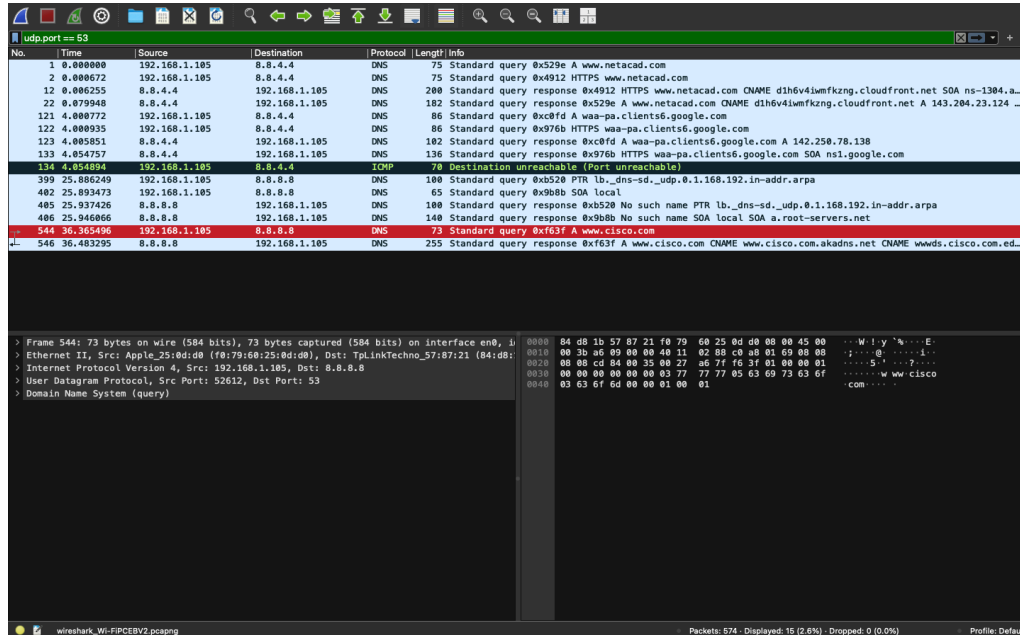 udp.port == 53
No. Time Source Destination Protocol Length Info
1 0.000000 192.168.1.105 8.8.4.4 DNS 75 Standard query 0x529e A www.netacad.com
2 0.000672 192.168.1.105 8.8.4.4 DNS 75 Standard query 0x4912 HTTPS www.netacad.com
12 0.006255 8.8.4.4 192.168.1.105 DNS 200 Standard query response 0x4912 HTTPS www.netacad.com CNAME d1h6v4iwmfkzng.cloudfront.net SOA ns-1304.a…
22 0.079948 8.8.4.4 192.168.1.105 DNS 182 Standard query response 0x529e A www.netacad.com CNAME d1h6v4iwmfkzng.cloudfront.net A 143.204.23.124 …
121 4.000772 192.168.1.105 8.8.4.4 DNS 86 Standard query 0xc0fd A waa-pa.clients6.google.com
122 4.000935 192.168.1.105 8.8.4.4 DNS 86 Standard query 0x976b HTTPS waa-pa.clients6.google.com
123 4.005851 8.8.4.4 192.168.1.105 DNS 102 Standard query response 0xc0fd A waa-pa.clients6.google.com A 142.250.78.138
133 4.054757 8.8.4.4 192.168.1.105 DNS 136 Standard query response 0x976b HTTPS waa-pa.clients6.google.com SOA ns1.google.com
134 4.054894 192.168.1.105 8.8.4.4 ICMP 70 Destination unreachable (Port unreachable)
399 25.886249 192.168.1.105 8.8.8.8 DNS 100 Standard query 0xb520 PTR lb._dns-sd._udp.0.1.168.192.in-addr.arpa
402 25.893473 192.168.1.105 8.8.8.8 DNS 65 Standard query 0x9b8b SOA local
405 25.937426 8.8.8.8 192.168.1.105 DNS 100 Standard query response 0xb520 No such name PTR lb._dns-sd._udp.0.1.168.192.in-addr.arpa
406 25.946066 8.8.8.8 192.168.1.105 DNS 140 Standard query response 0x9b8b No such name SOA local SOA a.root-servers.net
544 36.365496 192.168.1.105 8.8.8.8 DNS 73 Standard query 0xf63f A www.cisco.com
546 36.483295 8.8.8.8 192.168.1.105 DNS 255 Standard query response 0xf63f A www.cisco.com CNAME www.cisco.com.akadns.net CNAME wwwds.cisco.com.ed…
Frame 544: 73 bytes on wire (584 bits), 73 bytes captured (584 bits) on interface en0, i
Ethernet II, Src: Apple_25:0d:d0 (f0:79:60:25:0d:d0), Dst: TpLinkTechno_57:87:21 (84:d8:
Internet Protocol Version 4, Src: 192.168.1.105, Dst: 8.8.8.8
User Datagram Protocol, Src Port: 52612, Dst Port: 53
Domain Name System (query)
0000 84 d8 1b 57 87 21 f0 79 60 25 0d d0 08 00 45 00 ···W·!·y `%····E·
0010 00 3b a6 09 00 00 40 11 02 88 c0 a8 01 69 08 08 ·;····@· ·····i··
0020 08 08 cd 84 00 35 00 27 a6 7f f6 3f 01 00 00 01 ·····5·' ···?····
0030 00 00 00 00 00 00 03 77 77 77 05 63 69 73 63 6f ·······w ww·cisco
0040 03 63 6f 6d 00 00 01 00 01 ·com···· ·
wireshark_Wi-FiPCEBV2.pcapng Packets: 574 · Displayed: 15 (2.6%) · Dropped: 0 (0.0%) Profile: Defau